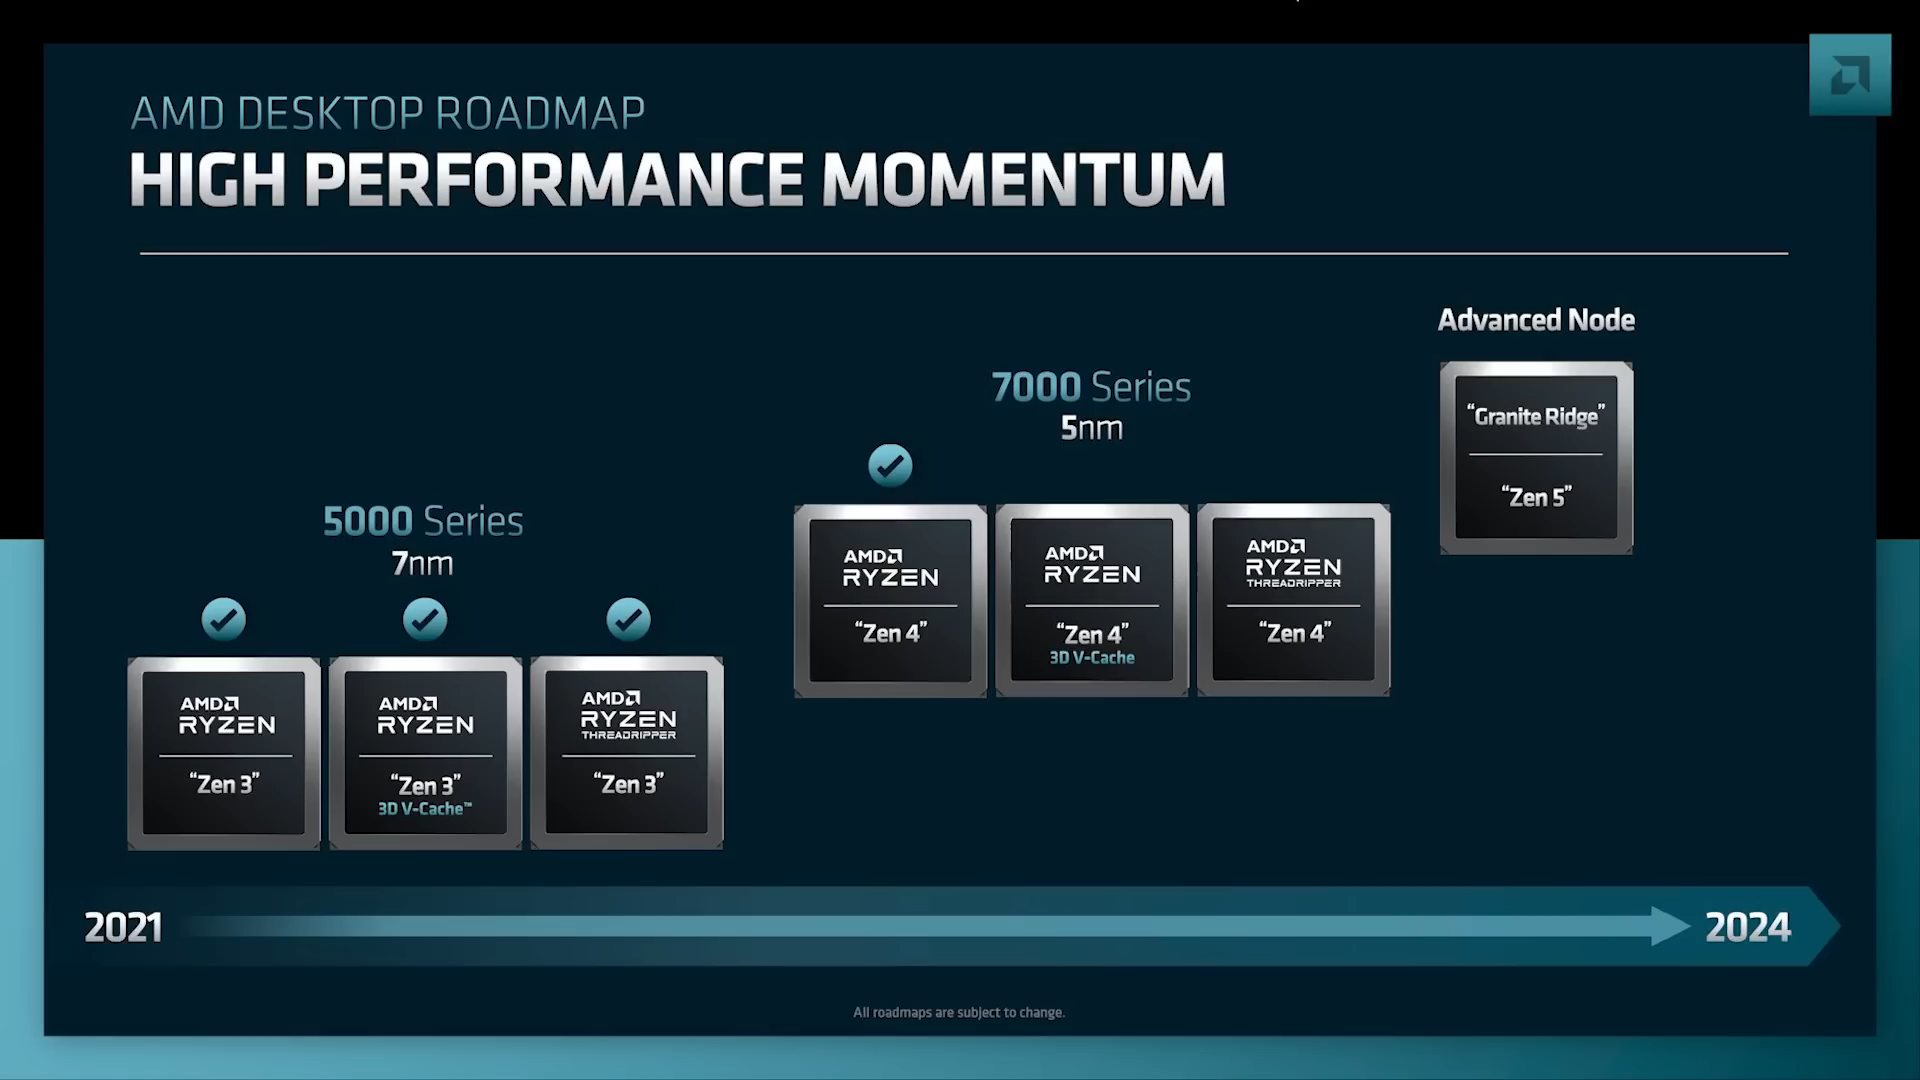 AMD DESKTOP ROADMAP
HIGH PERFORMANCE MOMENTUM
Advanced Node
"Granite Ridge"
"Zen 5"
7000 Series
5nm
AMD
RYZEN
"Zen 4"
AMD
RYZEN
"Zen 4"
3D V-Cache
AMD
RYZEN
THREADRIPPER
"Zen 4"
5000 Series
7nm
AMD
RYZEN
"Zen 3"
AMD
RYZEN
"Zen 3"
3D V-Cache™
AMD
RYZEN
THREADRIPPER
"Zen 3"
2021
2024
All roadmaps are subject to change.